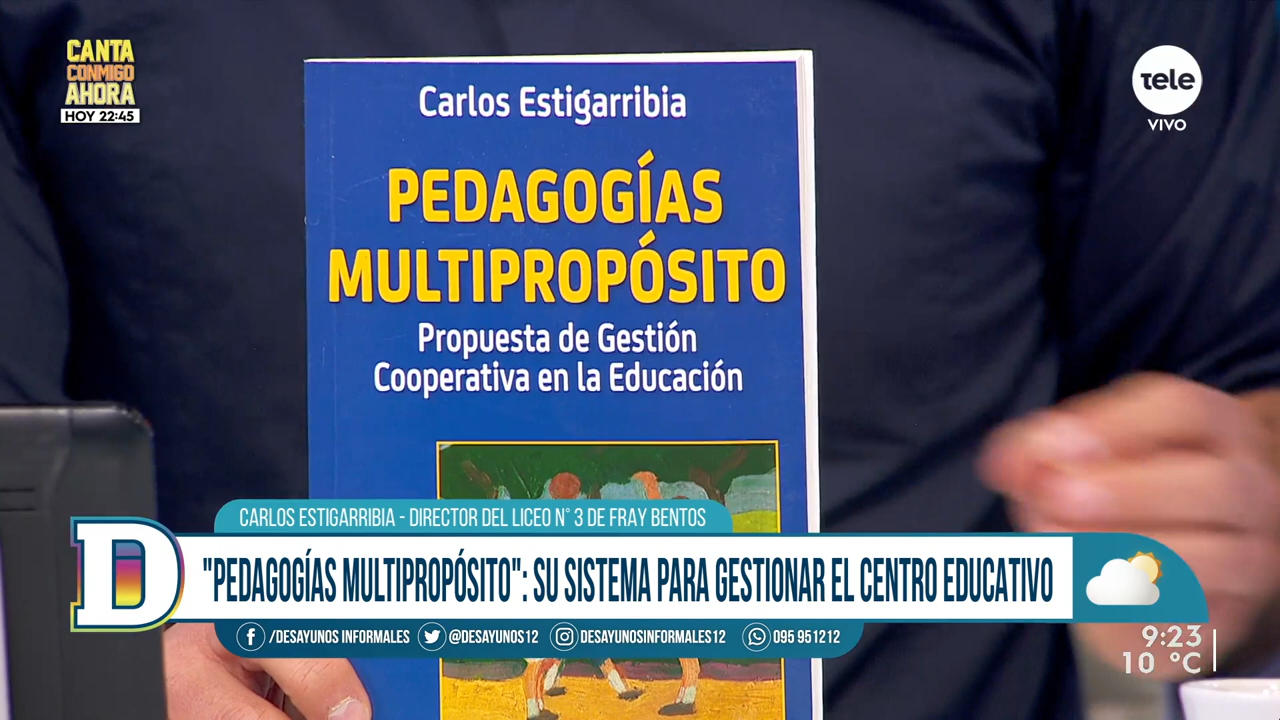 CANTA
CONMIGO
AHORA
HOY 22:45
tele
VIVO
Carlos Estigarribia
PEDAGOGÍAS
MULTIPROPÓSITO
Propuesta de Gestión
Cooperativa en la Educación
CARLOS ESTIGARRIBIA - DIRECTOR DEL LICEO N° 3 DE FRAY BENTOS
D
"PEDAGOGÍAS MULTIPROPÓSITO": SU SISTEMA PARA GESTIONAR EL CENTRO EDUCATIVO
/DESAYUNOS INFORMALES @DESAYUNOS12 DESAYUNOSINFORMALES12 095 951212
9:23
10 °C